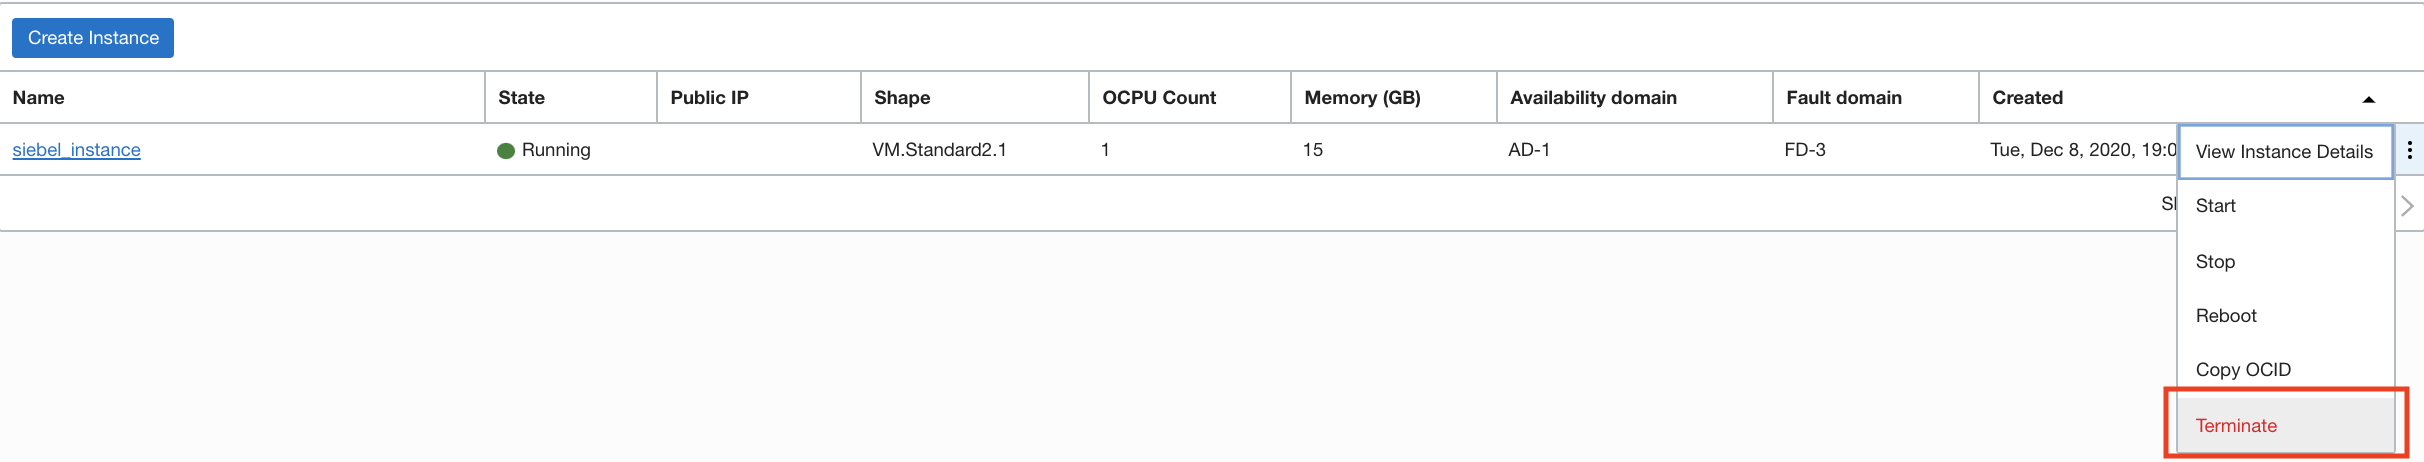 Create Instance
Name State Public IP Shape OCPU Count Memory (GB) Availability domain Fault domain Created
siebel_instance Running VM.Standard2.1 1 15 AD-1 FD-3 Tue, Dec 8, 2020, 19:0
View Instance Details
Start
Stop
Reboot
Copy OCID
Terminate